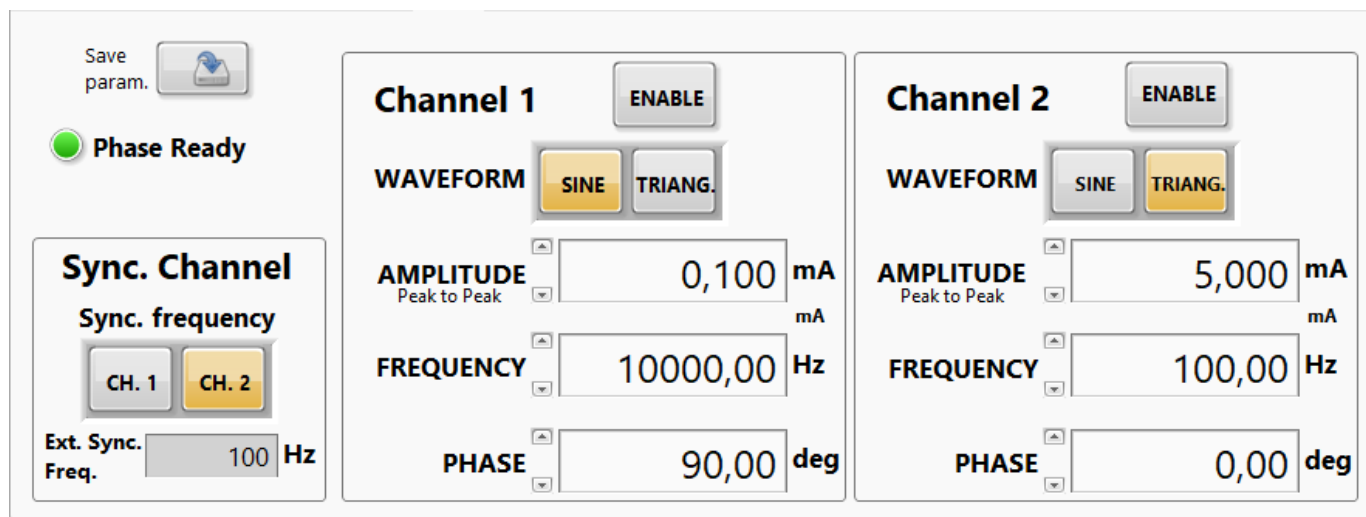 Save
param.
Phase Ready
Sync. Channel
Sync. frequency
CH. 1 CH. 2
Ext. Sync.
Freq. 100 Hz
Channel 1 ENABLE
WAVEFORM SINE TRIANG.
AMPLITUDE 0,100 mA
Peak to Peak
mA
FREQUENCY 10000,00 Hz
PHASE 90,00 deg
Channel 2 ENABLE
WAVEFORM SINE TRIANG.
AMPLITUDE 5,000 mA
Peak to Peak
mA
FREQUENCY 100,00 Hz
PHASE 0,00 deg